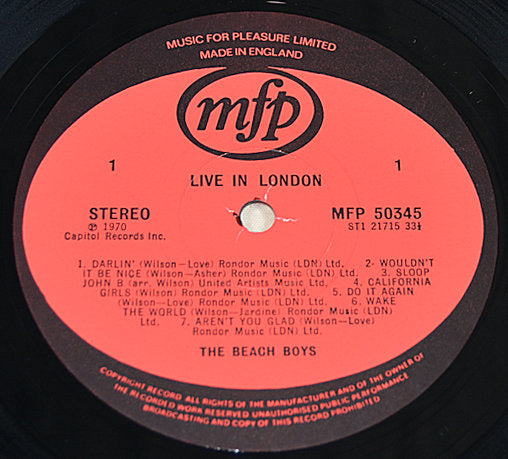 MUSIC FOR PLEASURE LIMITED
MADE IN ENGLAND
mfp
1 1
LIVE IN LONDON
STEREO MFP 50345
℗ 1970 ST1 21715 33⅓
Capitol Records Inc.
1. DARLIN' (Wilson—Love) Rondor Music (LDN) Ltd. 2- WOULDN'T
IT BE NICE (Wilson—Asher) Rondor Music (LDN) Ltd. 3. SLOOP
JOHN B (arr. Wilson) United Artists Music Ltd. 4. CALIFORNIA
GIRLS (Wilson) Rondor Music (LDN) Ltd. 5. DO IT AGAIN
(Wilson—Love) Rondor Music (LDN) Ltd. 6. WAKE
THE WORLD (Wilson—Jardine) Rondor Music (LDN)
Ltd. 7. AREN'T YOU GLAD (Wilson—Love)
Rondor Music (LDN) Ltd.
THE BEACH BOYS
COPYRIGHT RECORD ALL RIGHTS OF THE MANUFACTURER AND OF THE OWNER OF
THE RECORDED WORK RESERVED UNAUTHORISED PUBLIC PERFORMANCE
BROADCASTING AND COPY OF THIS RECORD PROHIBITED